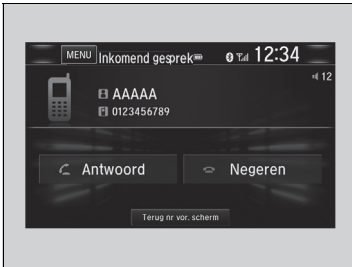 MENU Inkomend gesprek 12:34
12
AAAAA
0123456789
Antwoord Negeren
Terug nr vor. scherm